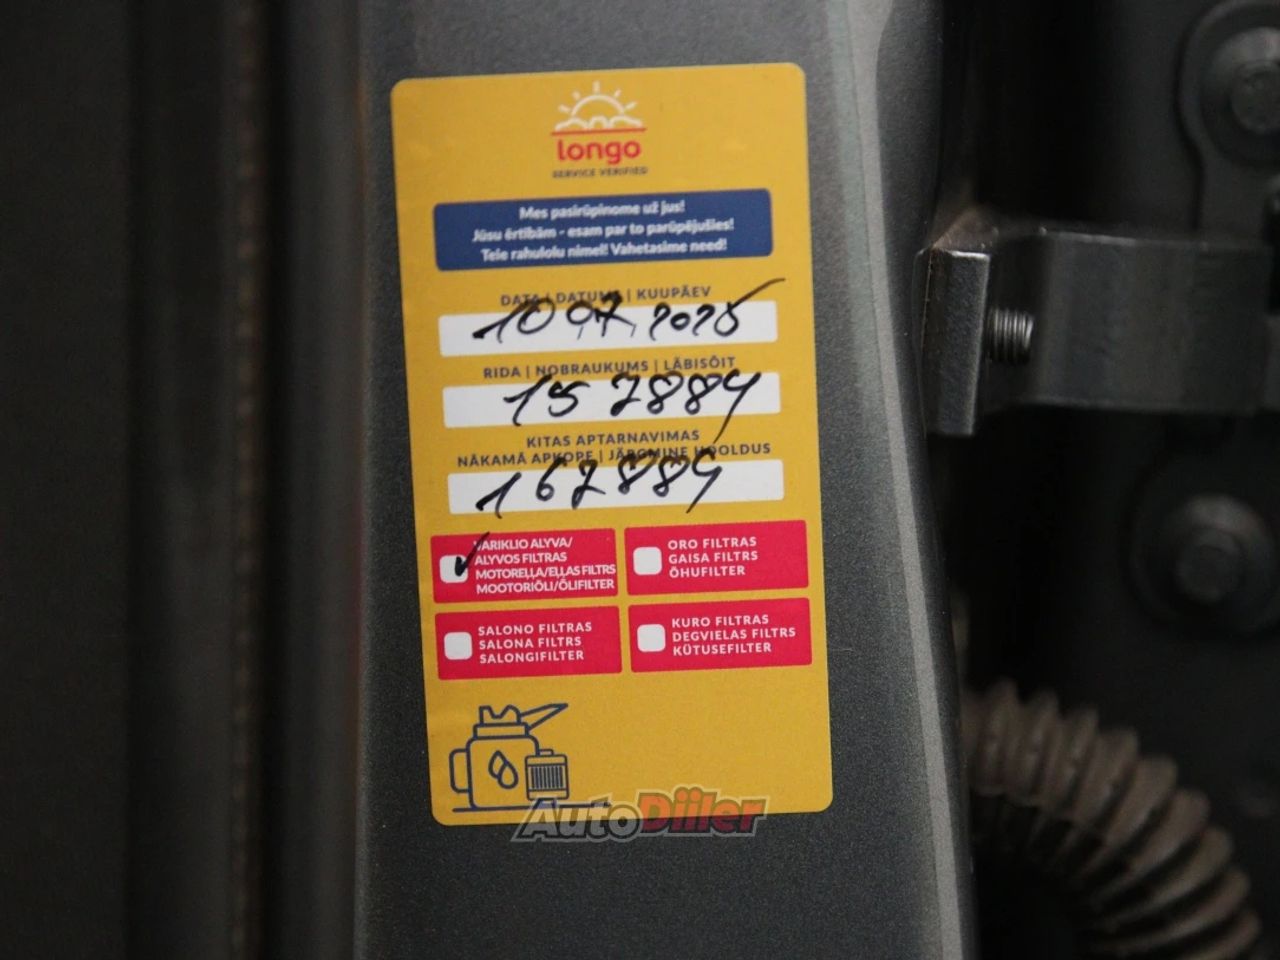 longo
SERVICE VERIFIED
Mes pasirūpinome už jus!
Jūsu ērtībām - esam par to parūpējušies!
Teie rahulolu nimel! Vahetasime need!
DATA | DATUMS | KUUPÄEV
10.07.2025
RIDA | NOBRAUKUMS | LÄBISÕIT
157884
KITAS APTARNAVIMAS
NĀKAMĀ APKOPE | JÄRGMINE HOOLDUS
167884
VARIKLIO ALYVA/
ALYVOS FILTRAS
MOTOREĻĻA/EĻĻAS FILTRS
MOOTORIÕLI/ÕLIFILTER
ORO FILTRAS
GAISA FILTRS
ÕHUFILTER
SALONO FILTRAS
SALONA FILTRS
SALONGIFILTER
KURO FILTRAS
DEGVIELAS FILTRS
KÜTUSEFILTER
AutoDiiler